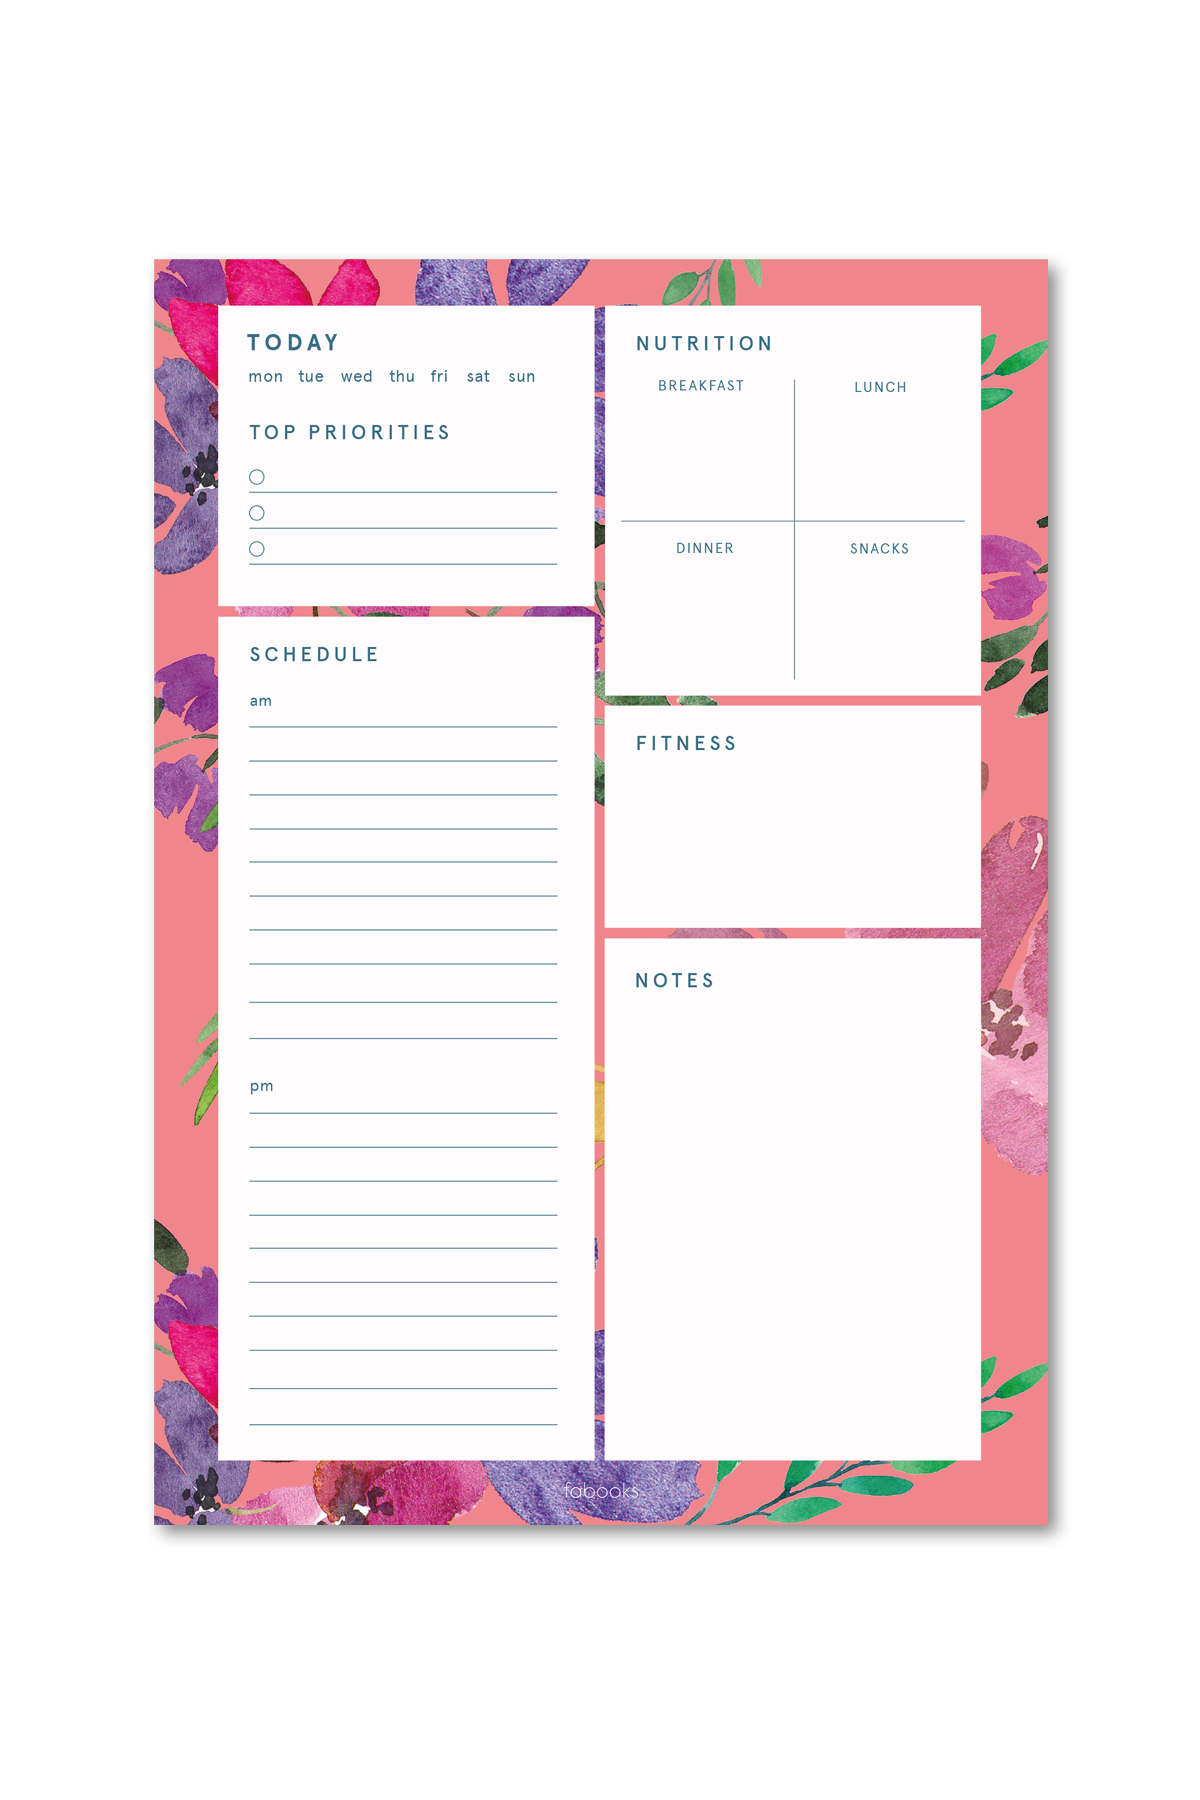 TODAY
mon tue wed thu fri sat sun
TOP PRIORITIES
SCHEDULE
am
pm
NUTRITION
BREAKFAST
LUNCH
DINNER
SNACKS
FITNESS
NOTES
fabooks